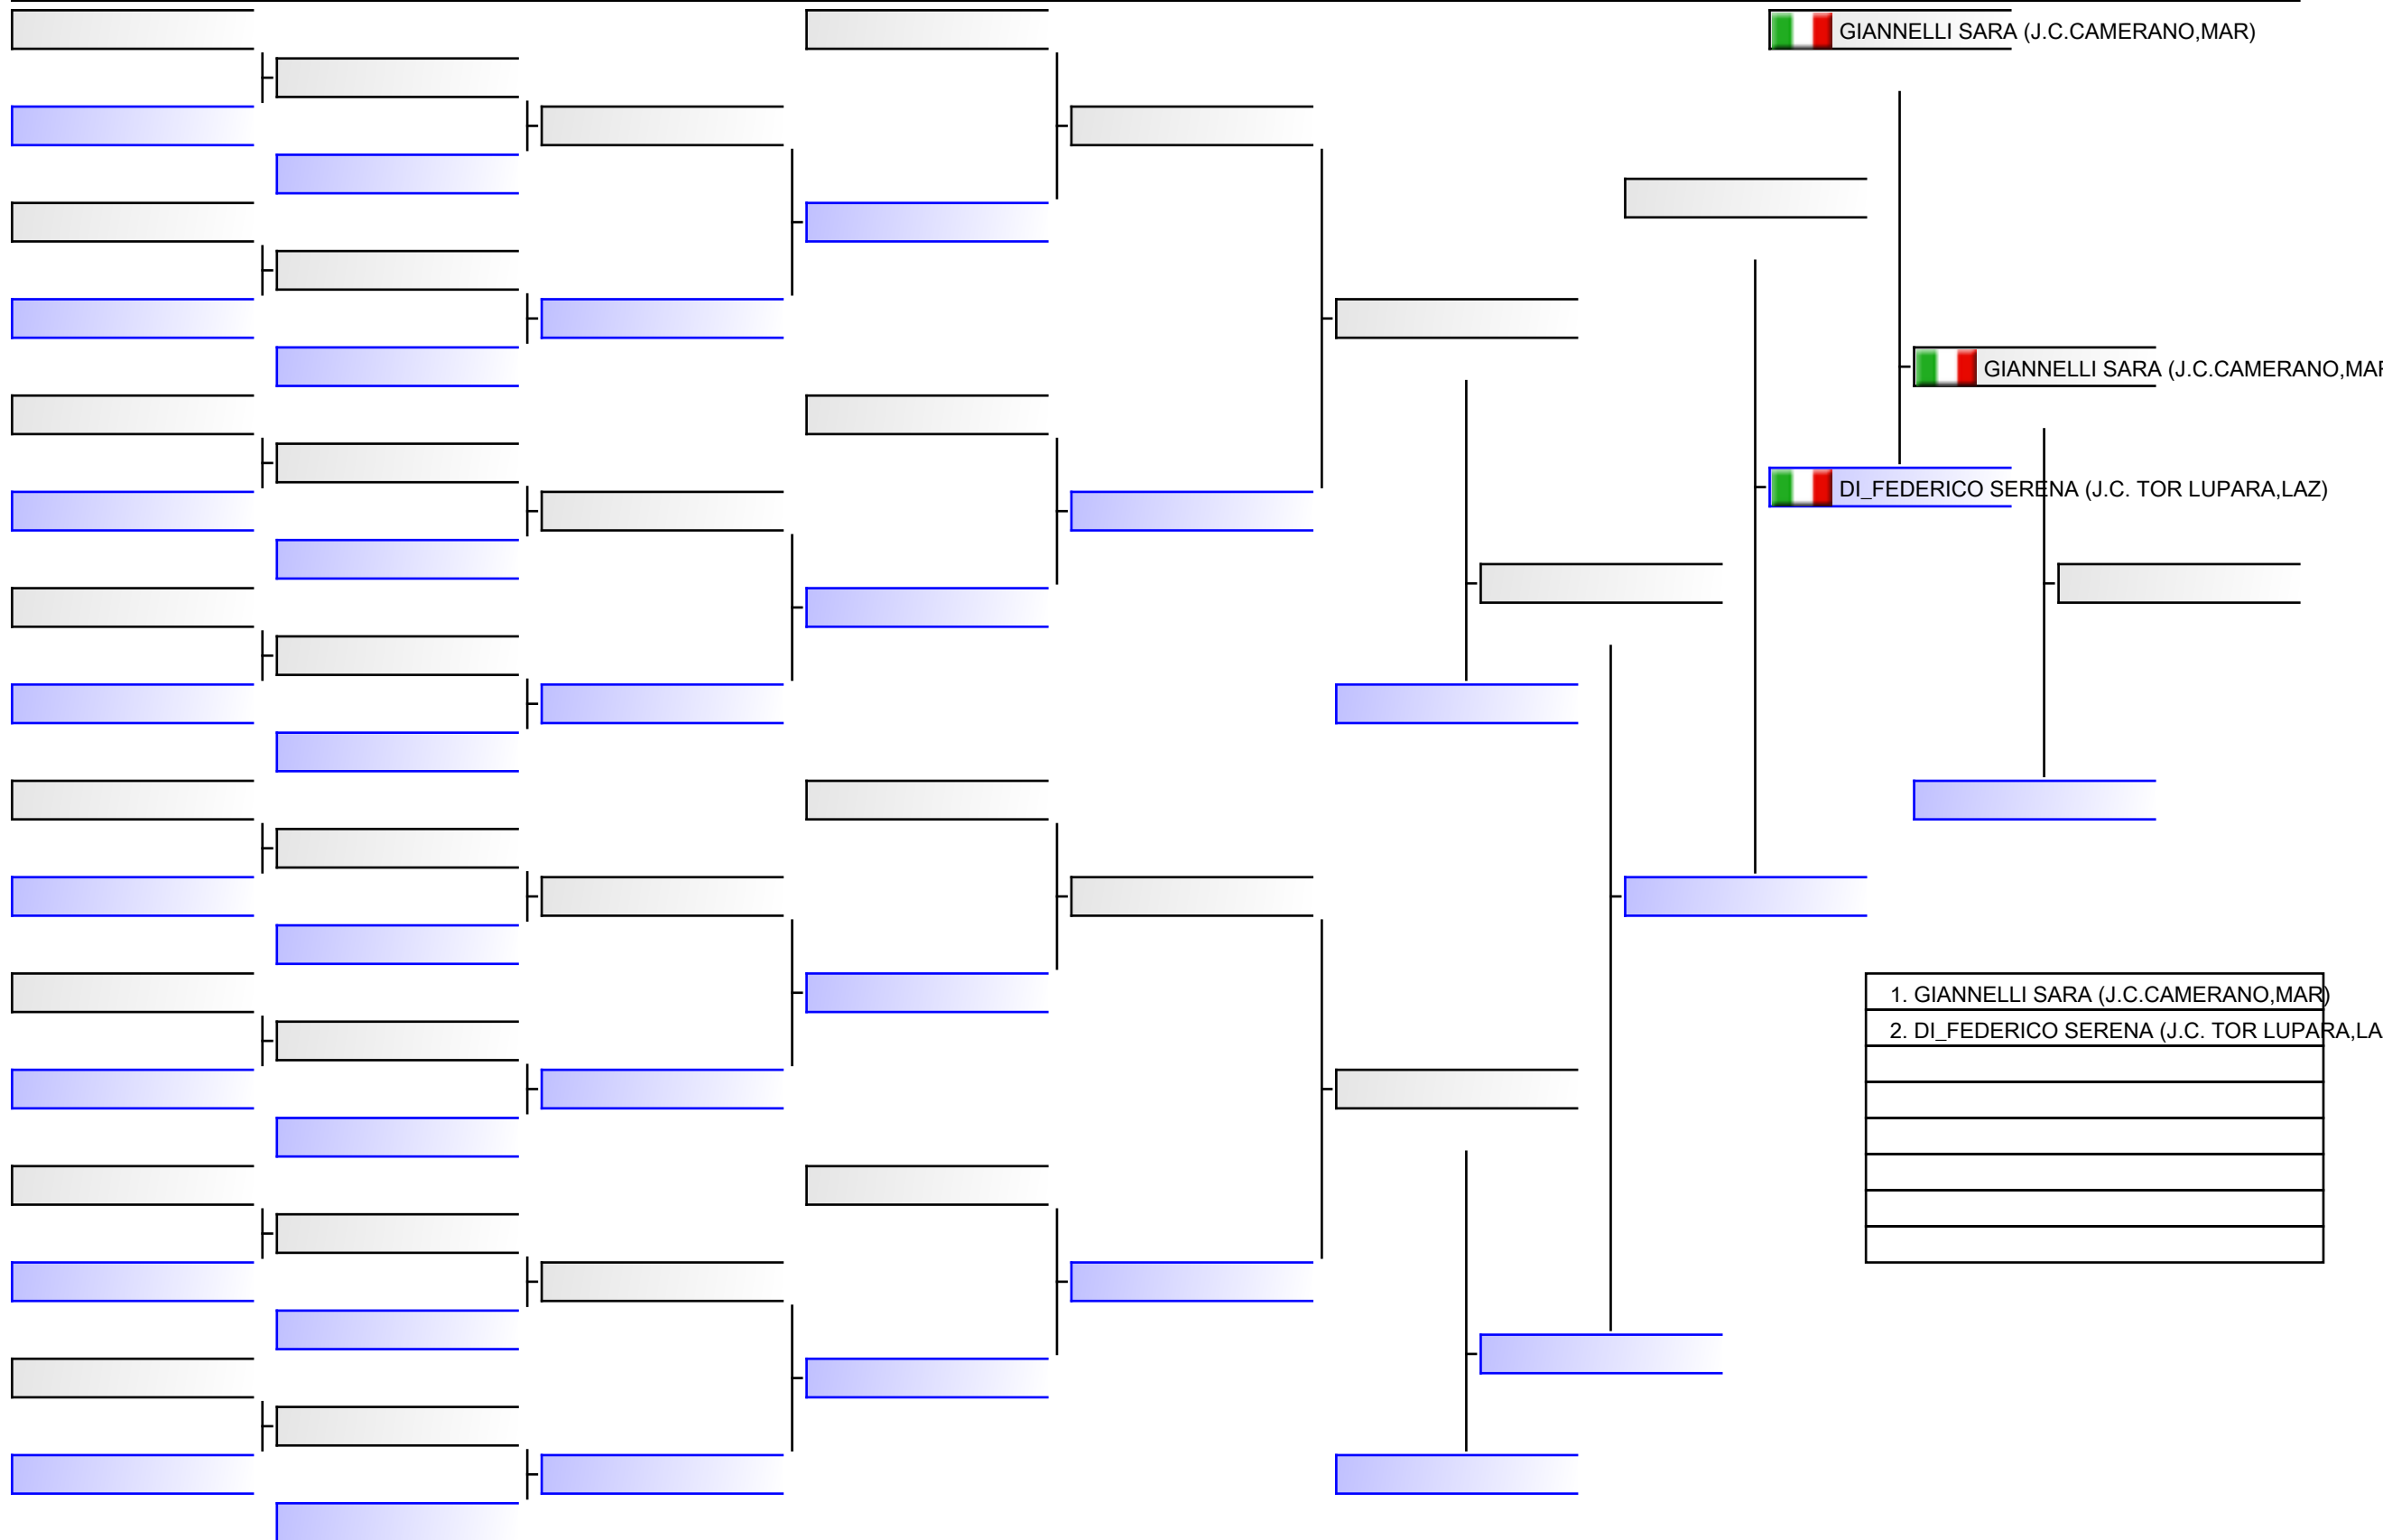 GIANNELLI SARA (J.C.CAMERANO,MAR)
GIANNELLI SARA (J.C.CAMERANO,MA
DI_FEDERICO SERENA (J.C. TOR LUPARA,LAZ)
1. GIANNELLI SARA (J.C.CAMERANO,MAR)
2. DI_FEDERICO SERENA (J.C. TOR LUPARA,LA